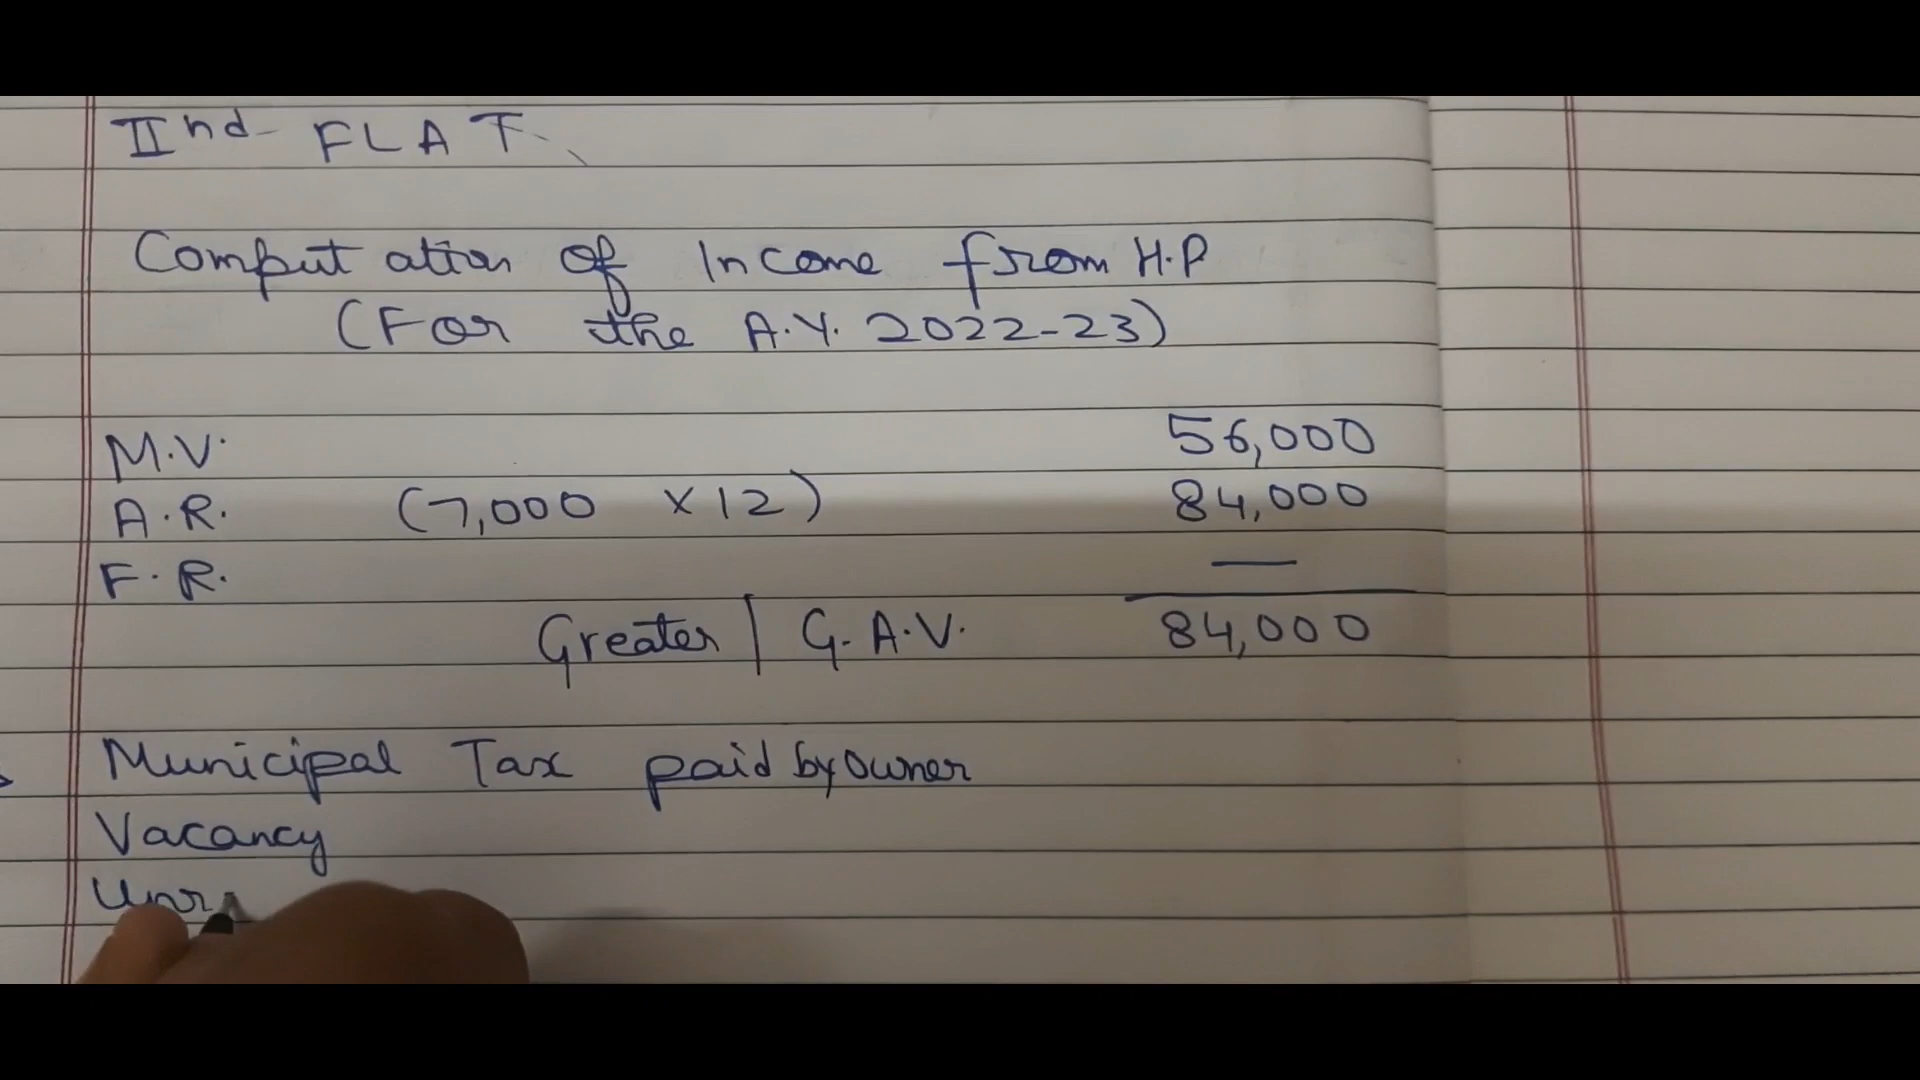 IInd FLAT
Computation of Income from H.P
(For the A.Y. 2022-23)
M.V. 56,000
A.R. (7,000 x 12) 84,000
F.R. —
Greater | G.A.V. 84,000
Municipal Tax paid by owner
Vacancy